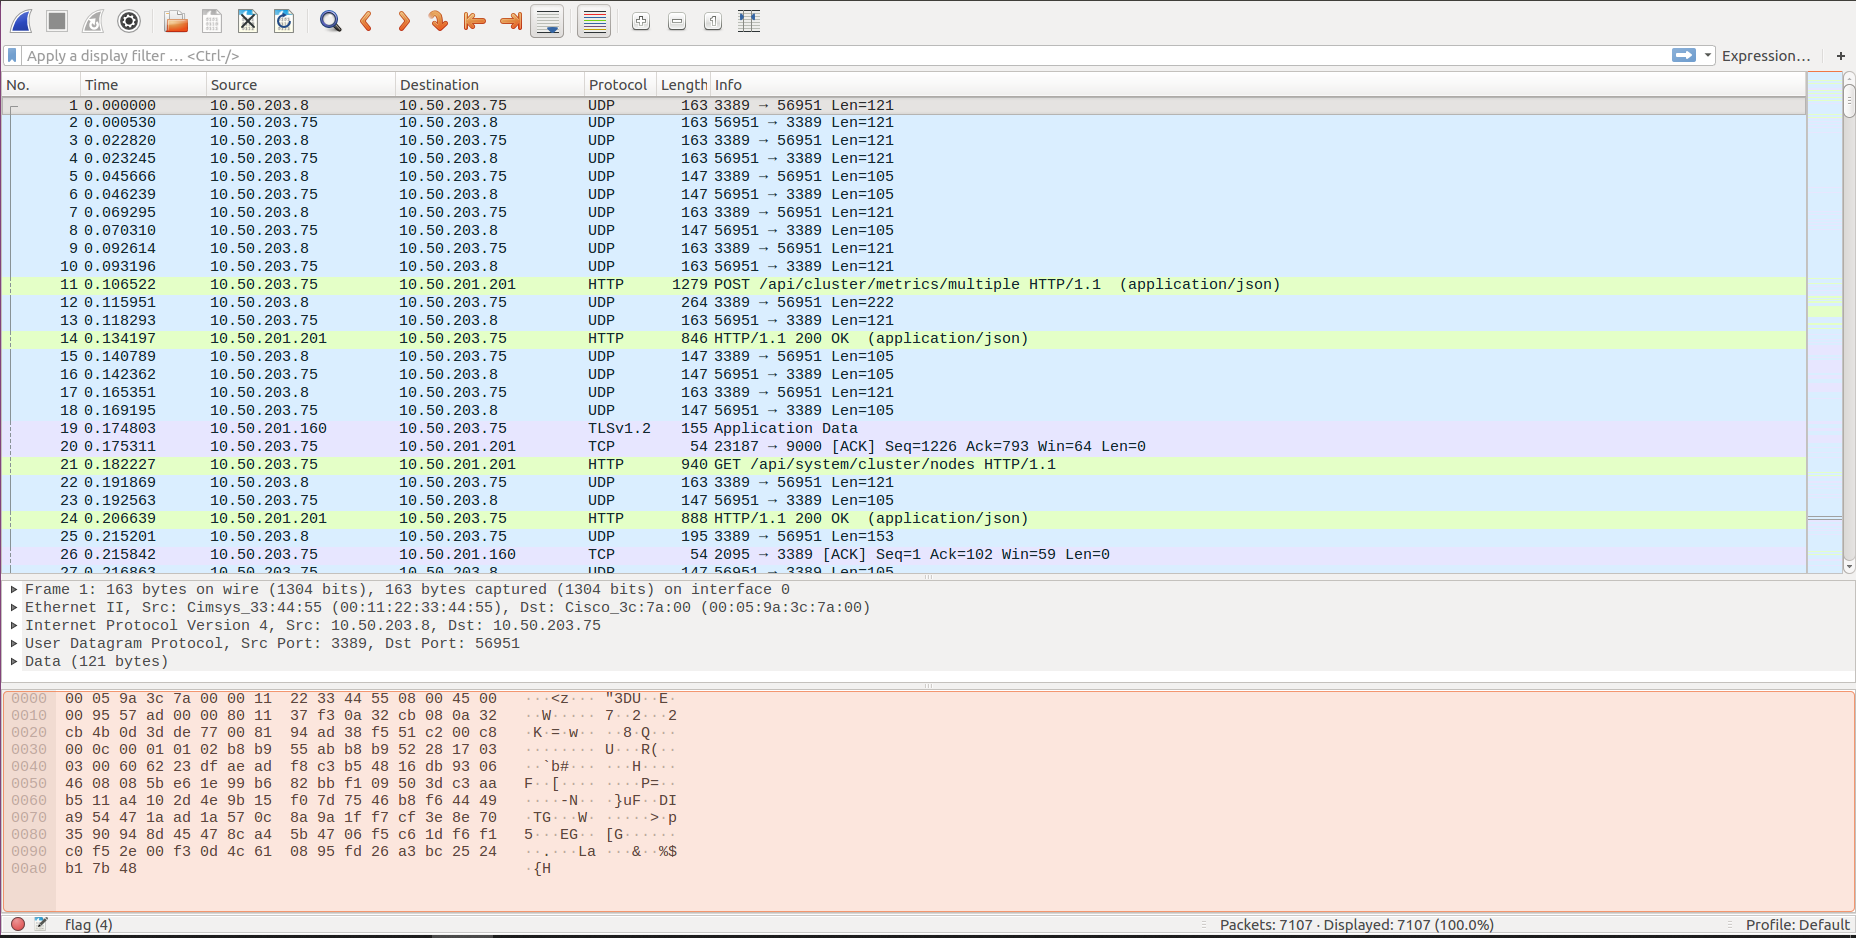 Apply a display filter … <Ctrl-/> Expression… +
No. Time Source Destination Protocol Length Info
1 0.000000 10.50.203.8 10.50.203.75 UDP 163 3389 → 56951 Len=121
2 0.000530 10.50.203.75 10.50.203.8 UDP 163 56951 → 3389 Len=121
3 0.022820 10.50.203.8 10.50.203.75 UDP 163 3389 → 56951 Len=121
4 0.023245 10.50.203.75 10.50.203.8 UDP 163 56951 → 3389 Len=121
5 0.045666 10.50.203.8 10.50.203.75 UDP 147 3389 → 56951 Len=105
6 0.046239 10.50.203.75 10.50.203.8 UDP 147 56951 → 3389 Len=105
7 0.069295 10.50.203.8 10.50.203.75 UDP 163 3389 → 56951 Len=121
8 0.070310 10.50.203.75 10.50.203.8 UDP 147 56951 → 3389 Len=105
9 0.092614 10.50.203.8 10.50.203.75 UDP 163 3389 → 56951 Len=121
10 0.093196 10.50.203.75 10.50.203.8 UDP 163 56951 → 3389 Len=121
11 0.106522 10.50.203.75 10.50.201.201 HTTP 1279 POST /api/cluster/metrics/multiple HTTP/1.1 (application/json)
12 0.115951 10.50.203.8 10.50.203.75 UDP 264 3389 → 56951 Len=222
13 0.118293 10.50.203.75 10.50.203.8 UDP 163 56951 → 3389 Len=121
14 0.134197 10.50.201.201 10.50.203.75 HTTP 846 HTTP/1.1 200 OK (application/json)
15 0.140789 10.50.203.8 10.50.203.75 UDP 147 3389 → 56951 Len=105
16 0.142362 10.50.203.75 10.50.203.8 UDP 147 56951 → 3389 Len=105
17 0.165351 10.50.203.8 10.50.203.75 UDP 163 3389 → 56951 Len=121
18 0.169195 10.50.203.75 10.50.203.8 UDP 147 56951 → 3389 Len=105
19 0.174803 10.50.201.160 10.50.203.75 TLSv1.2 155 Application Data
20 0.175311 10.50.203.75 10.50.201.201 TCP 54 23187 → 9000 [ACK] Seq=1226 Ack=793 Win=64 Len=0
21 0.182227 10.50.203.75 10.50.201.201 HTTP 940 GET /api/system/cluster/nodes HTTP/1.1
22 0.191869 10.50.203.8 10.50.203.75 UDP 163 3389 → 56951 Len=121
23 0.192563 10.50.203.75 10.50.203.8 UDP 147 56951 → 3389 Len=105
24 0.206639 10.50.201.201 10.50.203.75 HTTP 888 HTTP/1.1 200 OK (application/json)
25 0.215201 10.50.203.8 10.50.203.75 UDP 195 3389 → 56951 Len=153
26 0.215842 10.50.203.75 10.50.201.160 TCP 54 2095 → 3389 [ACK] Seq=1 Ack=102 Win=59 Len=0
27 0.216863 10.50.203.75 10.50.203.8 UDP 147 56951 → 3389 Len=105
Frame 1: 163 bytes on wire (1304 bits), 163 bytes captured (1304 bits) on interface 0
Ethernet II, Src: Cimsys_33:44:55 (00:11:22:33:44:55), Dst: Cisco_3c:7a:00 (00:05:9a:3c:7a:00)
Internet Protocol Version 4, Src: 10.50.203.8, Dst: 10.50.203.75
User Datagram Protocol, Src Port: 3389, Dst Port: 56951
Data (121 bytes)
0000 00 05 9a 3c 7a 00 00 11 22 33 44 55 08 00 45 00 ···<z··· "3DU··E·
0010 00 95 57 ad 00 00 80 11 37 f3 0a 32 cb 08 0a 32 ··W····· 7··2···2
0020 cb 4b 0d 3d de 77 00 81 94 ad 38 f5 51 c2 00 c8 ·K·=·w·· ··8·Q···
0030 00 0c 00 01 01 02 b8 b9 55 ab b8 b9 52 28 17 03 ········ U···R(··
0040 03 00 60 62 23 df ae ad f8 c3 b5 48 16 db 93 06 ··`b#··· ···H····
0050 46 08 08 5b e6 1e 99 b6 82 bb f1 09 50 3d c3 aa F··[···· ····P=··
0060 b5 11 a4 10 2d 4e 9b 15 f0 7d 75 46 b8 f6 44 49 ····-N·· ·}uF··DI
0070 a9 54 47 1a ad 1a 57 0c 8a 9a 1f f7 cf 3e 8e 70 ·TG···W· ·····>·p
0080 35 90 94 8d 45 47 8c a4 5b 47 06 f5 c6 1d f6 f1 5···EG·· [G······
0090 c0 f5 2e 00 f3 0d 4c 61 08 95 fd 26 a3 bc 25 24 ··.···La ···&··%$
00a0 b1 7b 48 ·{H
flag (4) Packets: 7107 · Displayed: 7107 (100.0%) Profile: Default